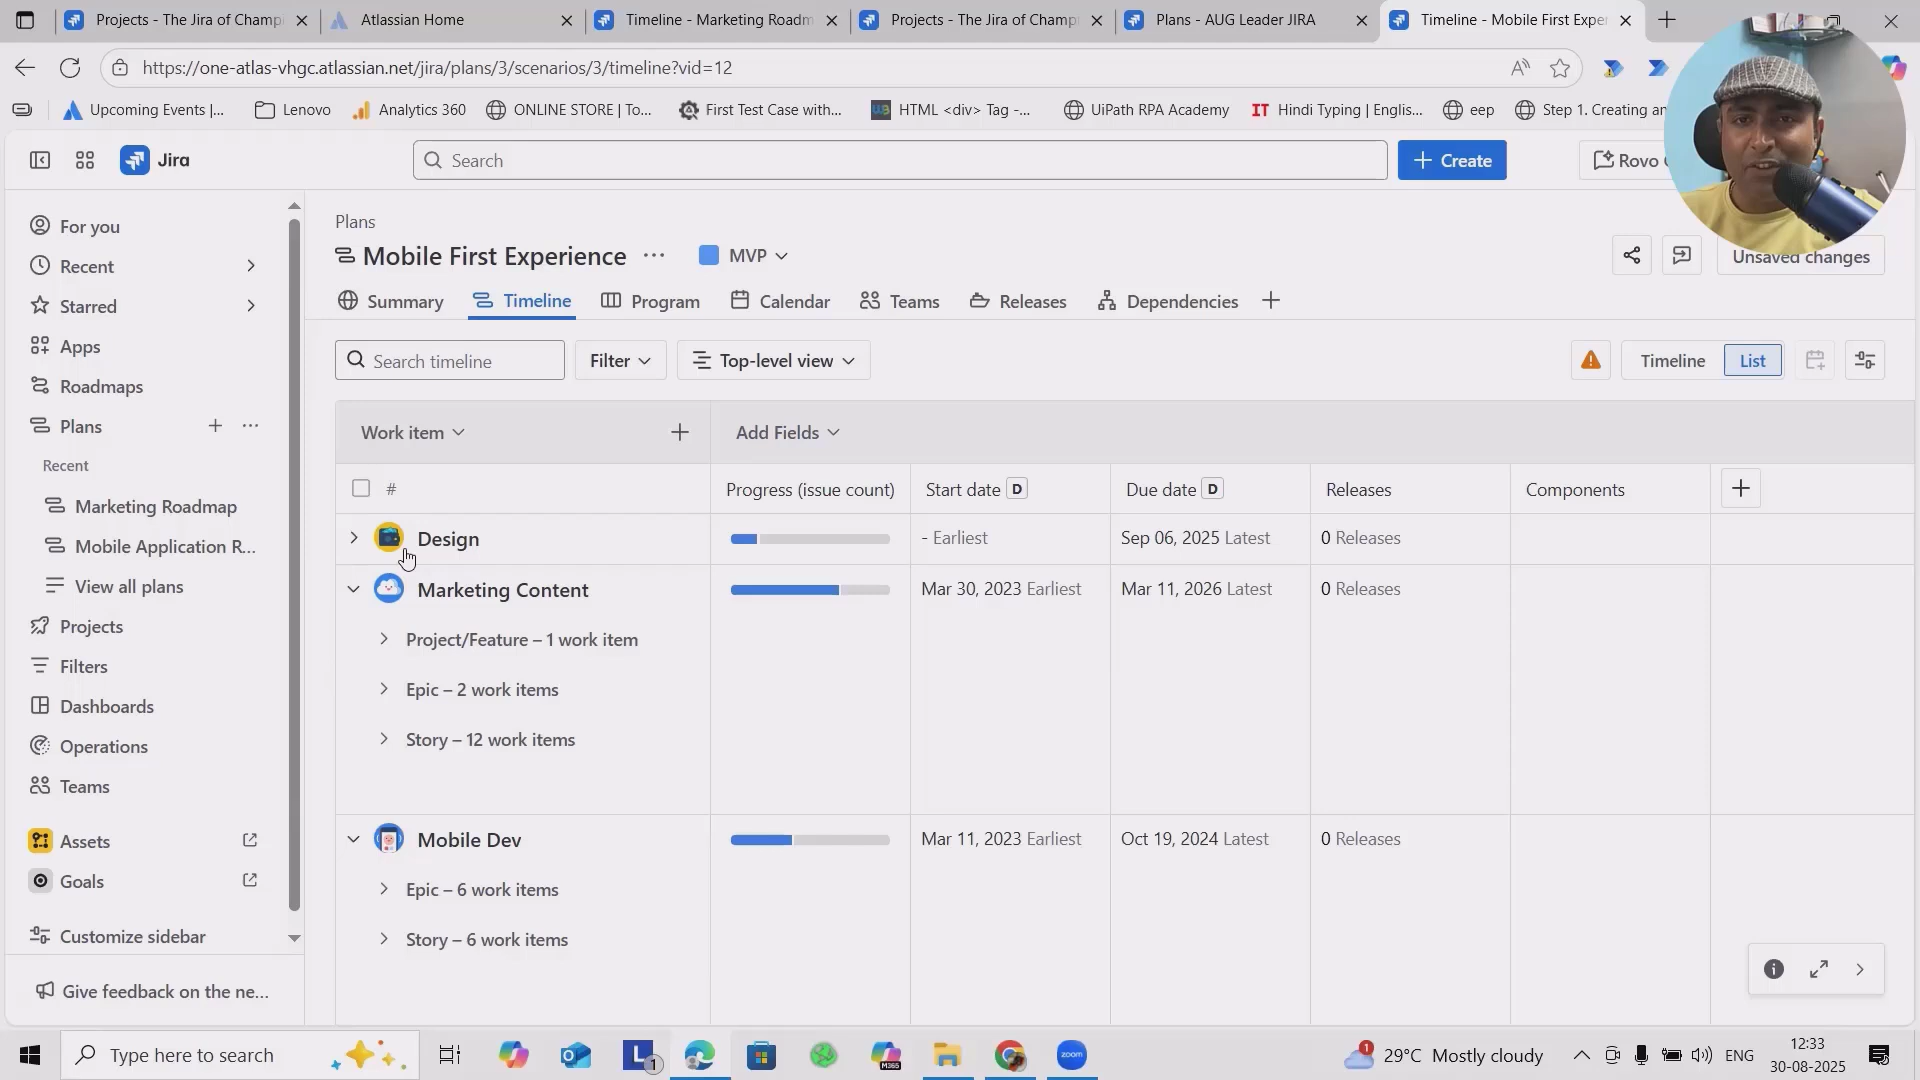 Projects - The Jira of Champ
Atlassian Home
Timeline - Marketing Roadm
Projects - The Jira of Champ
Plans - AUG Leader JIRA
Timeline - Mobile First Expe
https://one-atlas-vhgc.atlassian.net/jira/plans/3/scenarios/3/timeline?vid=12
Upcoming Events |...
Lenovo
Analytics 360
ONLINE STORE | To...
First Test Case with...
HTML <div> Tag -...
UiPath RPA Academy
IT
Hindi Typing | Englis...
eep
Step 1. Creating an
Jira
Search
Create
Rovo
For you
Recent
Starred
Apps
Roadmaps
Plans
Recent
Marketing Roadmap
Mobile Application R...
View all plans
Projects
Filters
Dashboards
Operations
Teams
Assets
Goals
Customize sidebar
Give feedback on the ne...
Plans
Mobile First Experience
MVP
Unsaved changes
Summary
Timeline
Program
Calendar
Teams
Releases
Dependencies
Search timeline
Filter
Top-level view
Timeline
List
Work item
Add Fields
#
Progress (issue count)
Start date D
Due date D
Releases
Components
Design
- Earliest
Sep 06, 2025 Latest
0 Releases
Marketing Content
Mar 30, 2023 Earliest
Mar 11, 2026 Latest
0 Releases
Project/Feature – 1 work item
Epic – 2 work items
Story – 12 work items
Mobile Dev
Mar 11, 2023 Earliest
Oct 19, 2024 Latest
0 Releases
Epic – 6 work items
Story – 6 work items
Type here to search
L
1
M365
zoom
1
29°C Mostly cloudy
ENG
12:33
30-08-2025